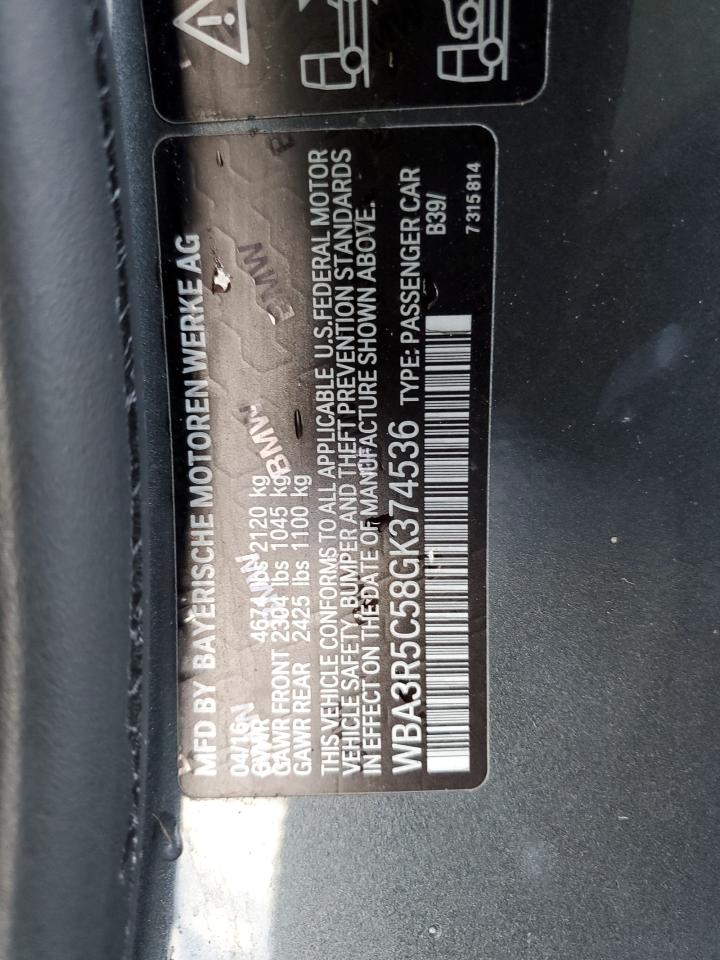 MFD BY BAYERISCHE MOTOREN WERKE AG
04/16
GVWR 4674 lbs 2120 kg
GAWR FRONT 2304 lbs 1045 kg
GAWR REAR 2425 lbs 1100 kg
THIS VEHICLE CONFORMS TO ALL APPLICABLE U.S.FEDERAL MOTOR
VEHICLE SAFETY, BUMPER AND THEFT PREVENTION STANDARDS
IN EFFECT ON THE DATE OF MANUFACTURE SHOWN ABOVE.
WBA3R5C58GK374536 TYPE: PASSENGER CAR
B39/
7 315 814
BMW
BMW
BMW